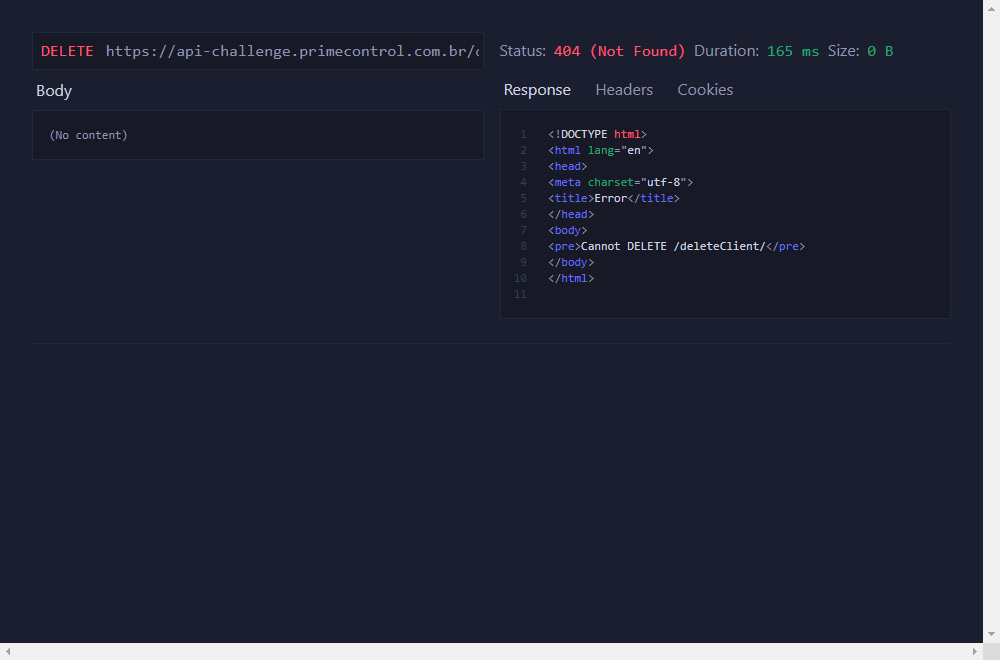 DELETE https://api-challenge.primecontrol.com.br/
Status: 404 (Not Found) Duration: 165 ms Size: 0 B
Body
(No content)
Response Headers Cookies
1 <!DOCTYPE html>
2 <html lang="en">
3 <head>
4 <meta charset="utf-8">
5 <title>Error</title>
6 </head>
7 <body>
8 <pre>Cannot DELETE /deleteClient/</pre>
9 </body>
10 </html>
11